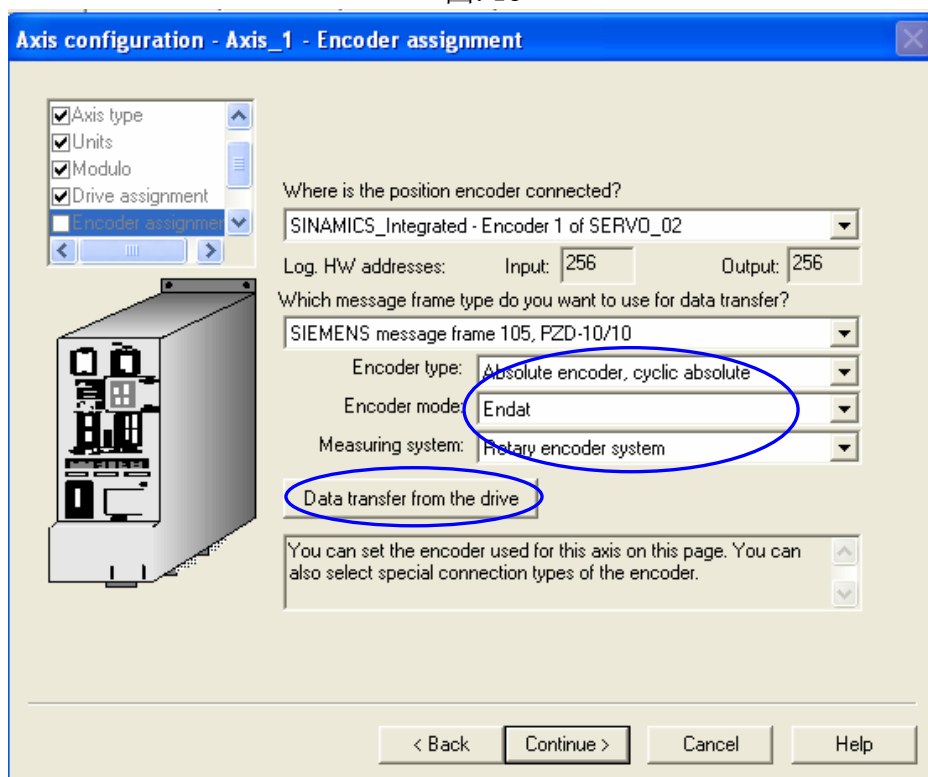 Axis configuration - Axis_1 - Encoder assignment
Axis type
Units
Modulo
Drive assignment
Encoder assignmer
Where is the position encoder connected?
SINAMICS_Integrated - Encoder 1 of SERVO_02
Log. HW addresses: Input: 256 Output: 256
Which message frame type do you want to use for data transfer?
SIEMENS message frame 105, PZD-10/10
Encoder type: Absolute encoder, cyclic absolute
Encoder mode: Endat
Measuring system: Rotary encoder system
Data transfer from the drive
You can set the encoder used for this axis on this page. You can
also select special connection types of the encoder.
< Back Continue > Cancel Help